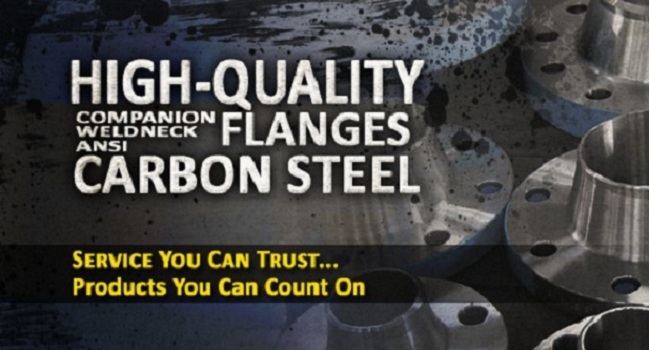 HIGH-QUALITY
COMPANION
WELDNECK
ANSI
FLANGES
CARBON STEEL
SERVICE YOU CAN TRUST...
Products You Can Count On